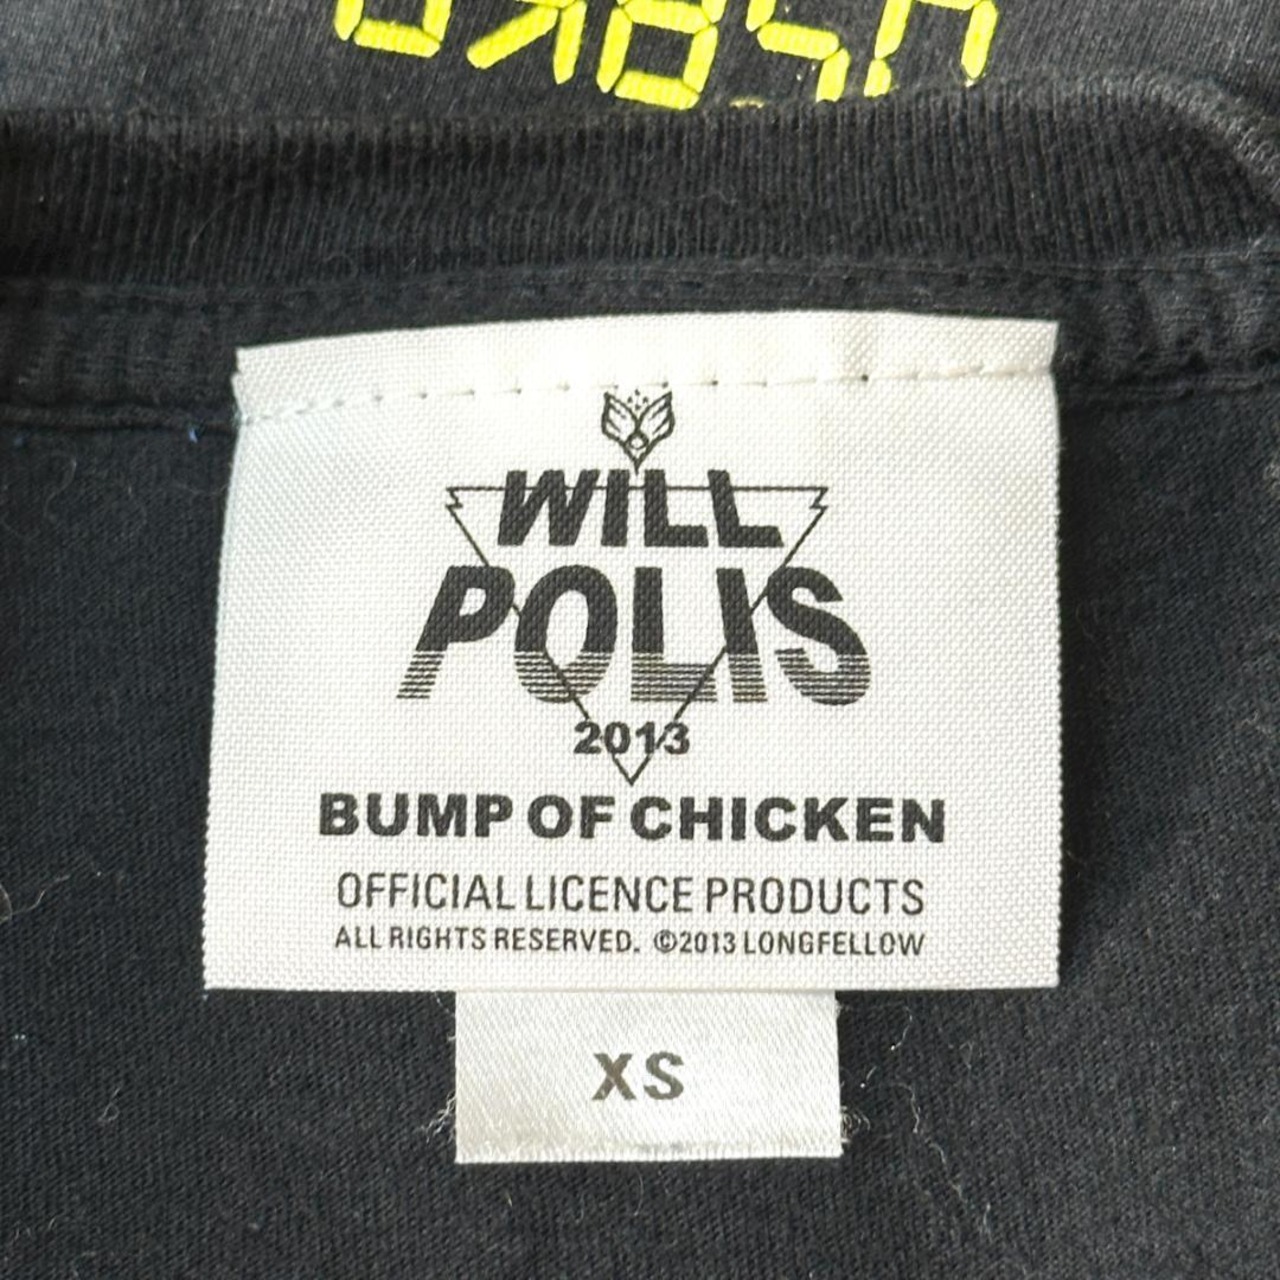 WILL
POLIS
2013
BUMP OF CHICKEN
OFFICIAL LICENCE PRODUCTS
ALL RIGHTS RESERVED. ©2013 LONGFELLOW
XS